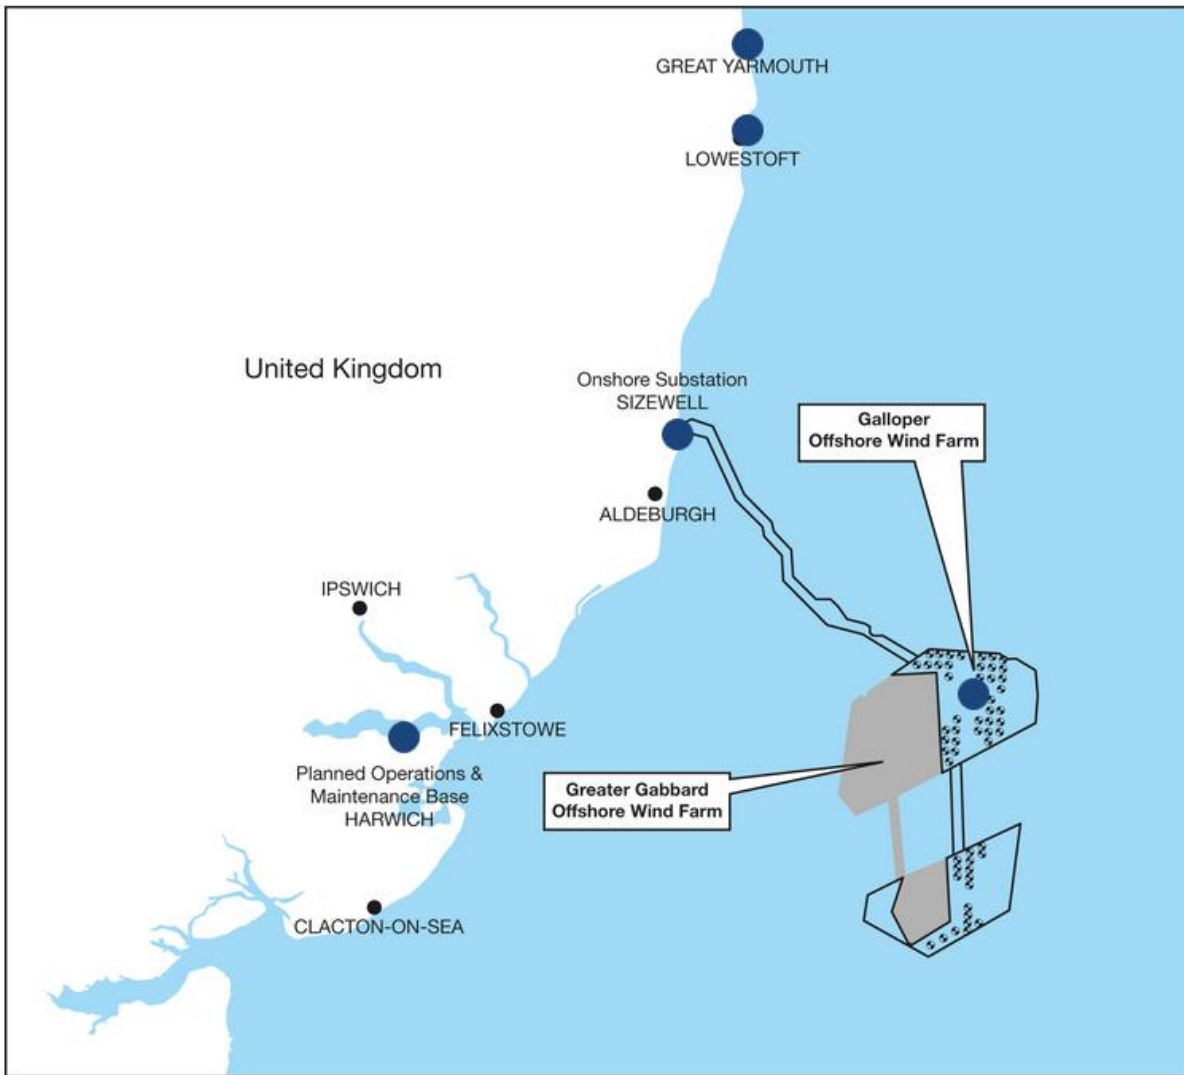 GREAT YARMOUTH
LOWESTOFT
United Kingdom
Onshore Substation
SIZEWELL
Galloper
Offshore Wind Farm
ALDEBURGH
IPSWICH
FELIXSTOWE
Planned Operations &
Maintenance Base
HARWICH
Greater Gabbard
Offshore Wind Farm
CLACTON-ON-SEA